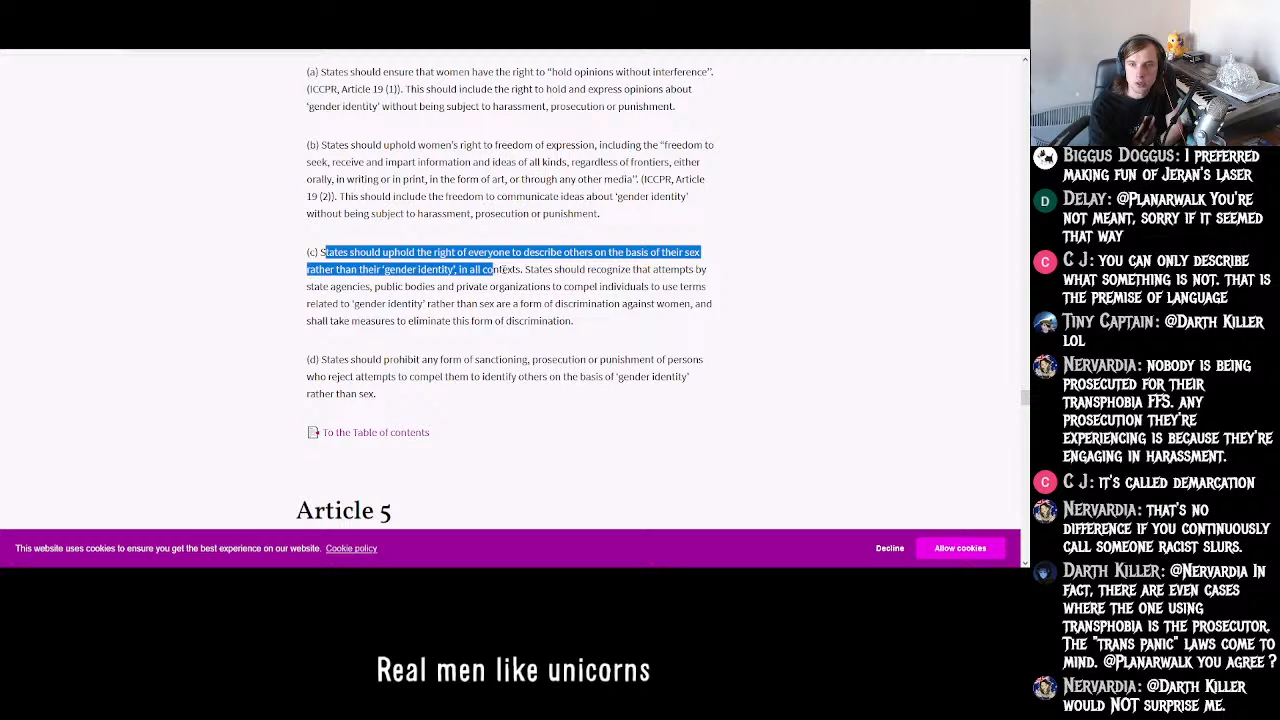 (a) States should ensure that women have the right to “hold opinions without interference”.
(ICCPR, Article 19 (1)). This should include the right to hold and express opinions about
‘gender identity’ without being subject to harassment, prosecution or punishment.
(b) States should uphold women’s right to freedom of expression, including the “freedom to
seek, receive and impart information and ideas of all kinds, regardless of frontiers, either
orally, in writing or in print, in the form of art, or through any other media”. (ICCPR, Article
19 (2)). This should include the freedom to communicate ideas about ‘gender identity’
without being subject to harassment, prosecution or punishment.
(c) States should uphold the right of everyone to describe others on the basis of their sex
rather than their ‘gender identity’, in all contexts. States should recognize that attempts by
state agencies, public bodies and private organizations to compel individuals to use terms
related to ‘gender identity’ rather than sex are a form of discrimination against women, and
shall take measures to eliminate this form of discrimination.
(d) States should prohibit any form of sanctioning, prosecution or punishment of persons
who reject attempts to compel them to identify others on the basis of ‘gender identity’
rather than sex.
To the Table of contents
Article 5
This website uses cookies to ensure you get the best experience on our website. Cookie policy
Decline
Allow cookies
Real men like unicorns
Biggus Doggus: I preferred
making fun of Jeran's laser
Delay: @Planarwalk You're
not meant, sorry if it seemed
that way
C J: you can only describe
what something is not. that is
the premise of language
Tiny Captain: @Darth Killer
lol
Nervardia: nobody is being
prosecuted for their
transphobia FFS. Any
prosecution they're
experiencing is because they're
engaging in harassment.
C J: it's called demarcation
Nervardia: that's no
difference if you continuously
call someone racist slurs.
Darth Killer: @Nervardia In
fact, there are even cases
where the one using
transphobia is the prosecutor.
The "trans panic" laws come to
mind. @Planarwalk you agree ?
Nervardia: @Darth Killer
would NOT surprise me.